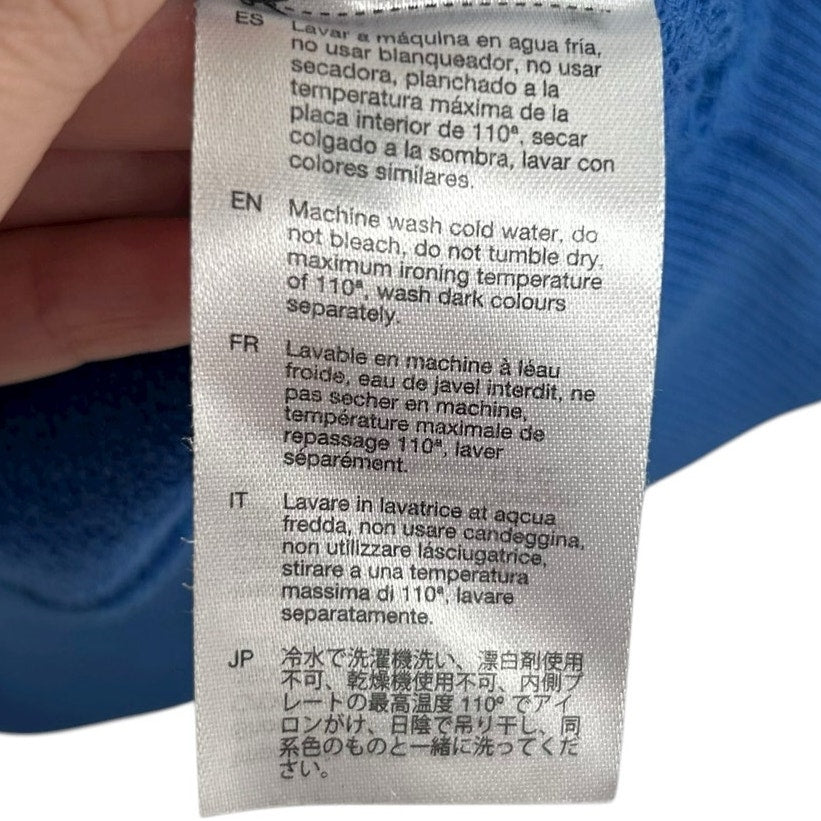 ES Lavar a máquina en agua fría,
no usar blanqueador, no usar
secadora, planchado a la
temperatura máxima de la
placa interior de 110ª, secar
colgado a la sombra, lavar con
colores similares.
EN Machine wash cold water, do
not bleach, do not tumble dry,
maximum ironing temperature
of 110ª, wash dark colours
separately.
FR Lavable en machine à léau
froide, eau de javel interdit, ne
pas secher en machine,
température maximale de
repassage 110ª, laver
séparément.
IT Lavare in lavatrice at aqcua
fredda, non usare candeggina,
non utilizzare lásciugatrice,
stirare a una temperatura
massima di 110ª, lavare
separatamente.
JP 冷水で洗濯機洗い、漂白剤使用
不可、乾燥機使用不可、内側プ
レートの最高温度 110º でアイ
ロンがけ、日陰で吊り干し、同
系色のものと一緒に洗ってくだ
さい。